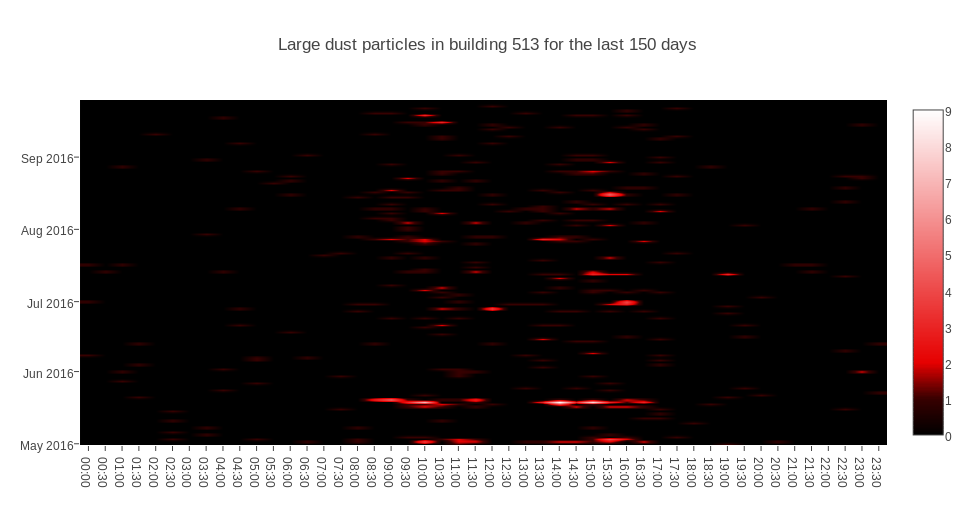 Large dust particles in building 513 for the last 150 days
Sep 2016
Aug 2016
Jul 2016
Jun 2016
May 2016
00:00 00:30 01:00 01:30 02:00 02:30 03:00 03:30 04:00 04:30 05:00 05:30 06:00 06:30 07:00 07:30 08:00 08:30 09:00 09:30 10:00 10:30 11:00 11:30 12:00 12:30 13:00 13:30 14:00 14:30 15:00 15:30 16:00 16:30 17:00 17:30 18:00 18:30 19:00 19:30 20:00 20:30 21:00 21:30 22:00 22:30 23:00 23:30
9
8
7
6
5
4
3
2
1
0